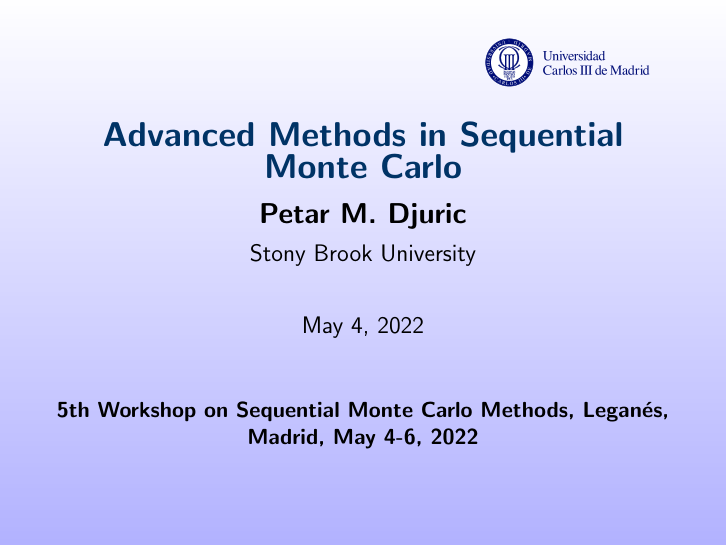 Universidad
Carlos III de Madrid
Advanced Methods in Sequential
Monte Carlo
Petar M. Djuric
Stony Brook University
May 4, 2022
5th Workshop on Sequential Monte Carlo Methods, Leganés,
Madrid, May 4-6, 2022